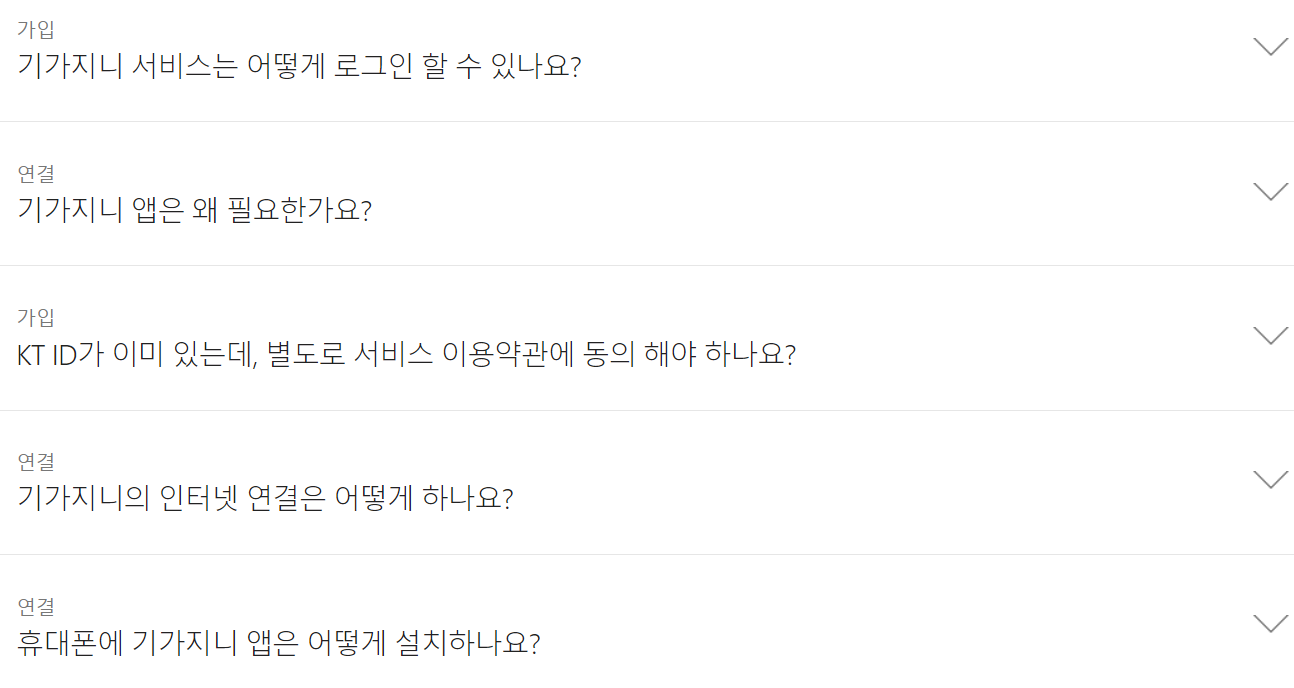 가입
기가지니 서비스는 어떻게 로그인 할 수 있나요?
연결
기가지니 앱은 왜 필요한가요?
가입
KT ID가 이미 있는데, 별도로 서비스 이용약관에 동의 해야 하나요?
연결
기가지니의 인터넷 연결은 어떻게 하나요?
연결
휴대폰에 기가지니 앱은 어떻게 설치하나요?